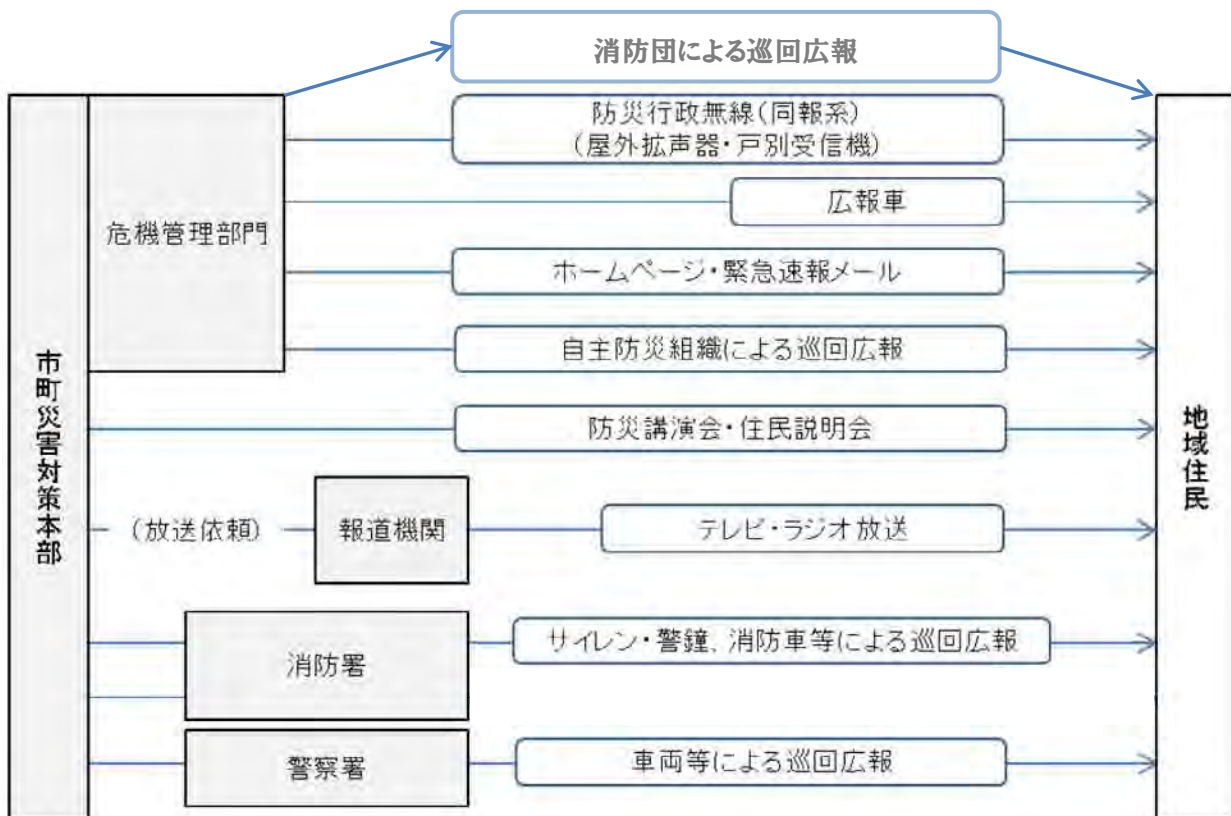 消防団による巡回広報
防災行政無線(同報系)
(屋外拡声器・戸別受信機)
広報車
危機管理部門
ホームページ・緊急速報メール
自主防災組織による巡回広報
市町災害対策本部
防災講演会・住民説明会
地域住民
(放送依頼)
報道機関
テレビ・ラジオ放送
サイレン・警鐘、消防車等による巡回広報
消防署
警察署
車両等による巡回広報